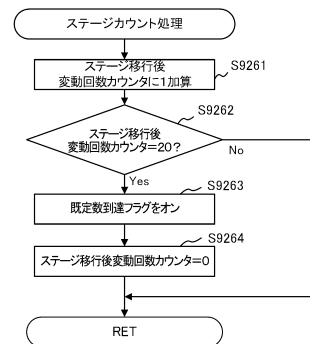 ステージカウント処理
ステージ移行後
変動回数カウンタに1加算
S9261
S9262
ステージ移行後
変動回数カウンタ=20?
No
Yes
S9263
既定数到達フラグをオン
S9264
ステージ移行後変動回数カウンタ=0
RET